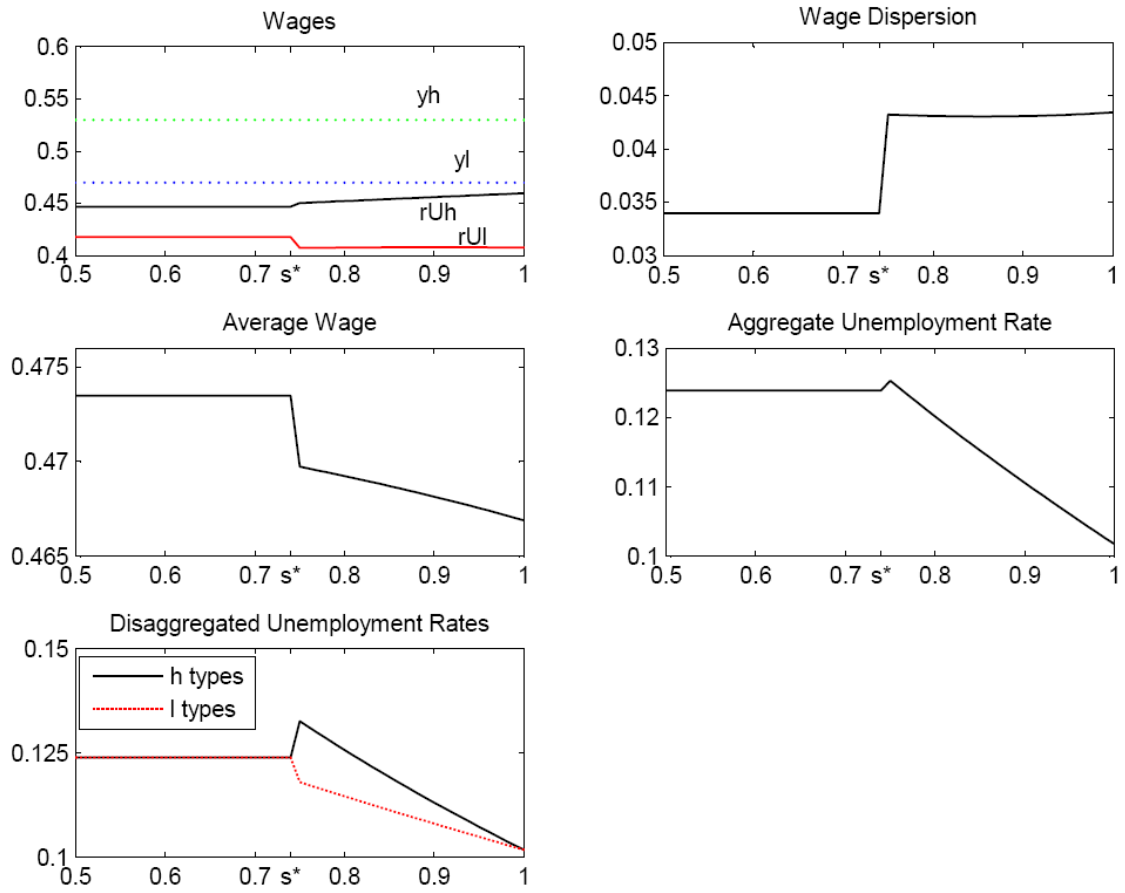 Wages
0.6
0.55
0.5
0.45
0.4
yh
yl
rUh
rUl
0.5 0.6 0.7 s* 0.8 0.9 1
Wage Dispersion
0.05
0.045
0.04
0.035
0.03
0.5 0.6 0.7 s* 0.8 0.9 1
Average Wage
0.475
0.47
0.465
0.5 0.6 0.7 s* 0.8 0.9 1
Aggregate Unemployment Rate
0.13
0.12
0.11
0.1
0.5 0.6 0.7 s* 0.8 0.9 1
Disaggregated Unemployment Rates
0.15
0.125
0.1
h types
l types
0.5 0.6 0.7 s* 0.8 0.9 1